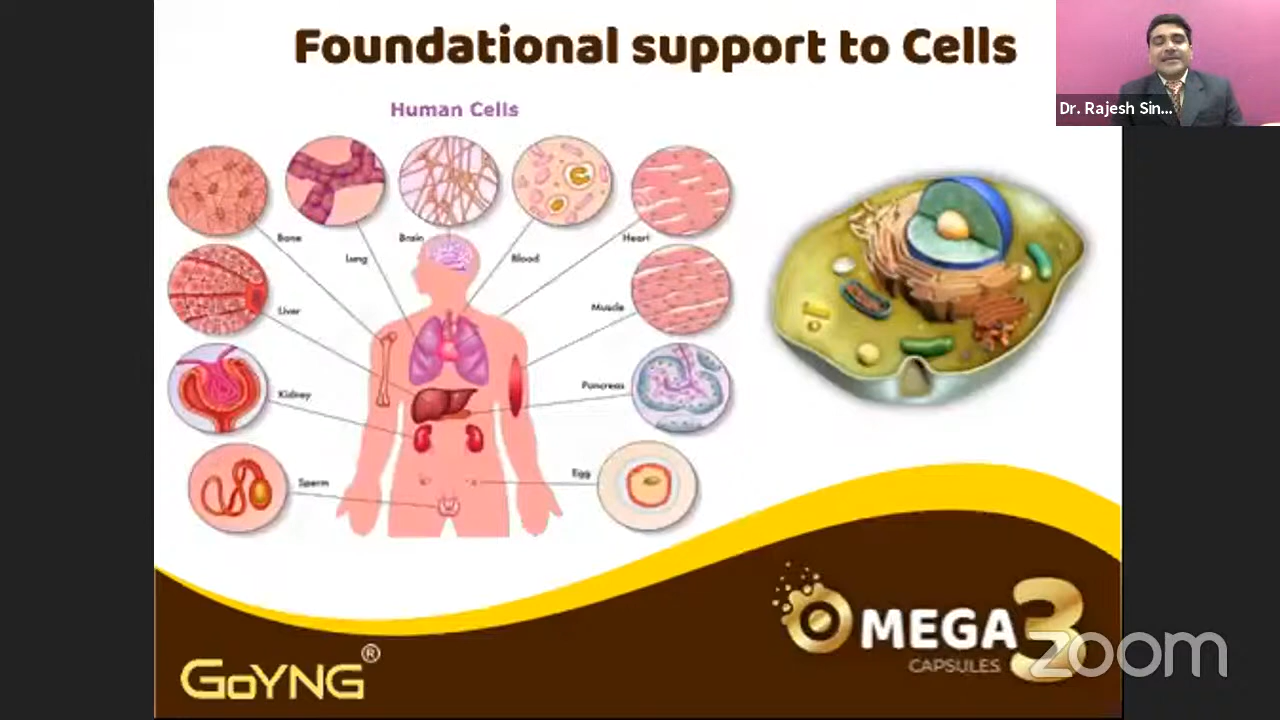 Foundational support to Cells
Dr. Rajesh Sin...
Human Cells
Bone
Brain
Heart
Lung
Blood
Liver
Muscle
Kidney
Pancreas
Sperm
Egg
OMEGA 3
CAPSULES
zoom
GoYNG®